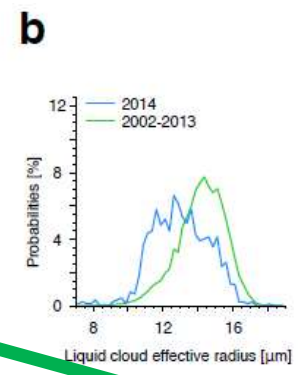 b
2014
2002-2013
12
8
4
0
Probabilities [%]
8 12 16
Liquid cloud effective radius [µm]